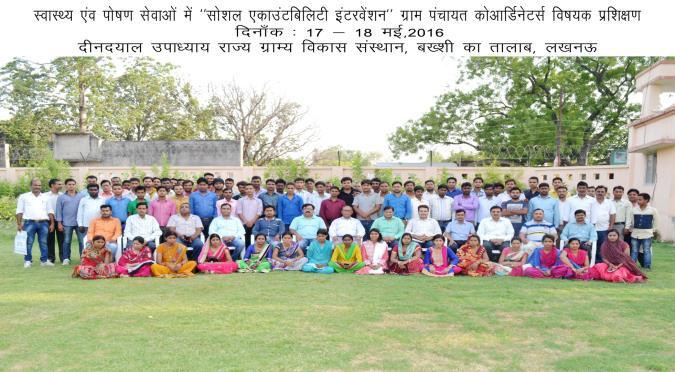 स्वास्थ्य एंव पोषण सेवाओं में "सोशल एकाउंटबिलिटी इंटरवेंशन" ग्राम पंचायत कोआर्डिनेटर्स विषयक प्रशिक्षण
दिनाँक : 17 – 18 मई,2016
दीनदयाल उपाध्याय राज्य ग्राम्य विकास संस्थान, बख्शी का तालाब, लखनऊ